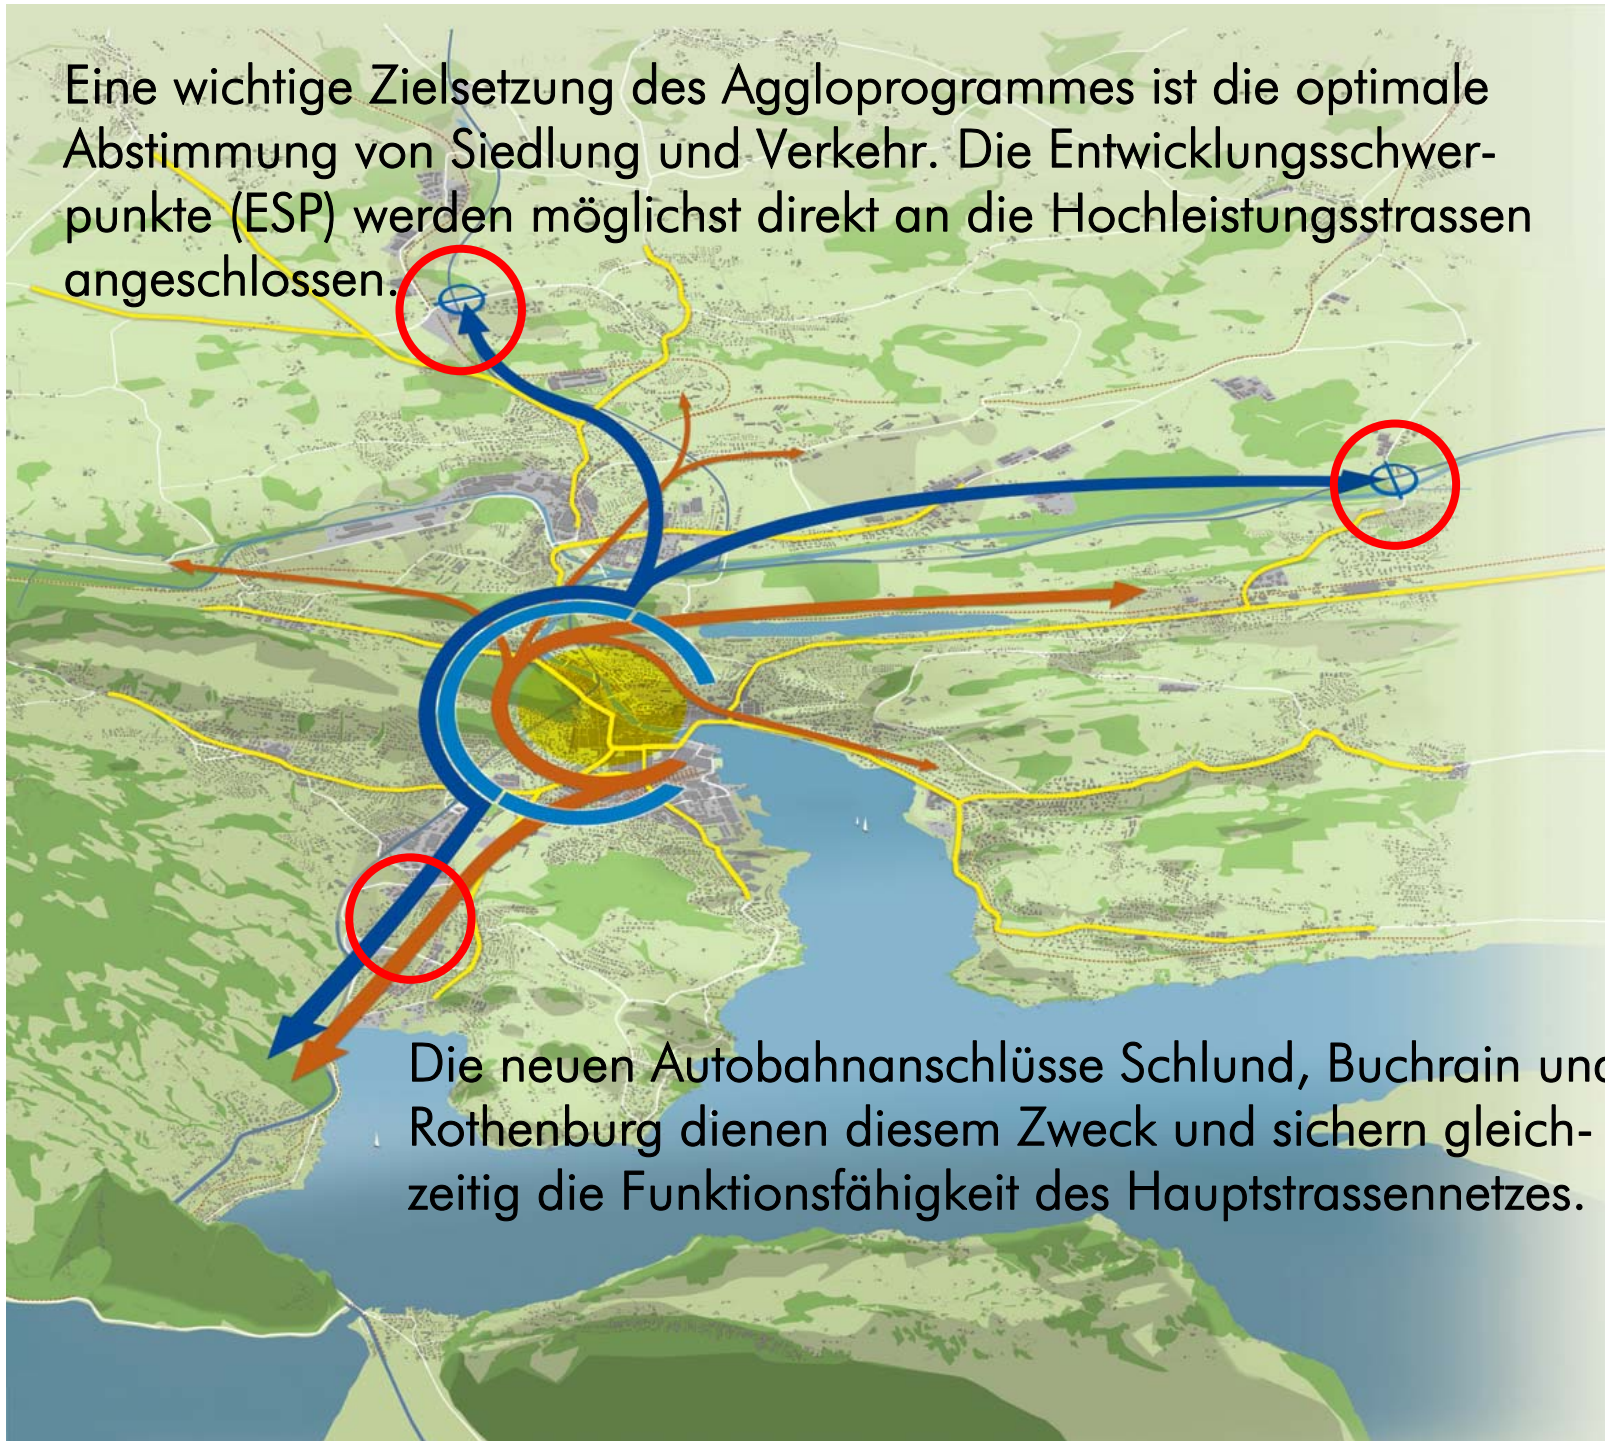 Eine wichtige Zielsetzung des Aggloprogrammes ist die optimale
Abstimmung von Siedlung und Verkehr. Die Entwicklungsschwer-
punkte (ESP) werden möglichst direkt an die Hochleistungsstrassen
angeschlossen.
Die neuen Autobahnanschlüsse Schlund, Buchrain und
Rothenburg dienen diesem Zweck und sichern gleich-
zeitig die Funktionsfähigkeit des Hauptstrassennetzes.